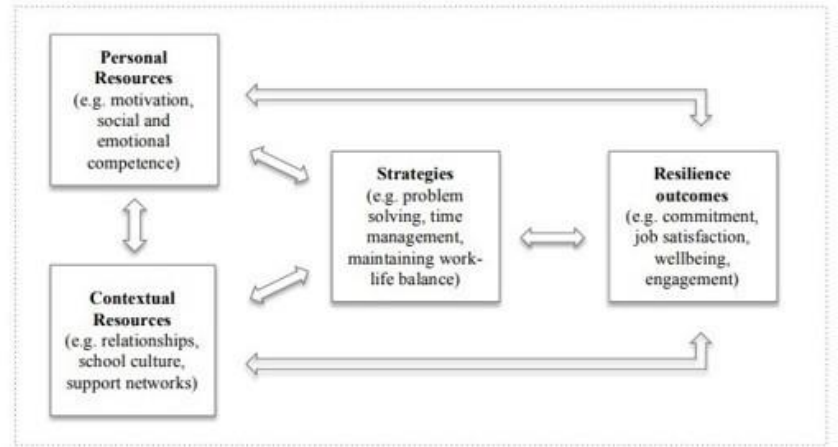 Personal
Resources
(e.g. motivation,
social and
emotional
competence)
Strategies
(e.g. problem
solving, time
management,
maintaining work-
life balance)
Resilience
outcomes
(e.g. commitment,
job satisfaction,
wellbeing,
engagement)
Contextual
Resources
(e.g. relationships,
school culture,
support networks)